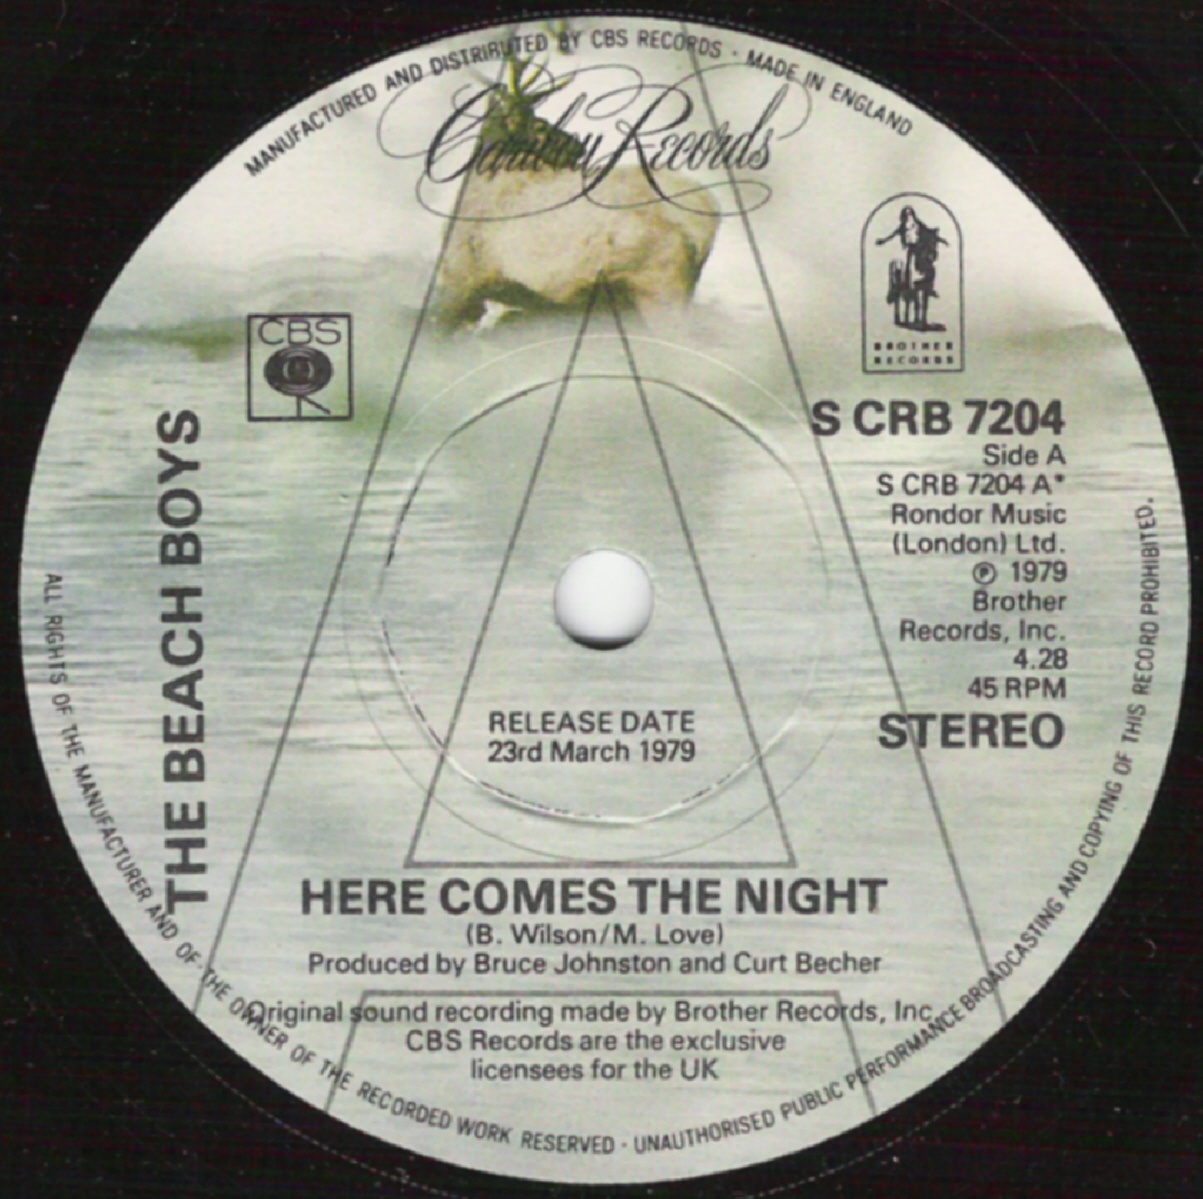 MANUFACTURED AND DISTRIBUTED BY CBS RECORDS · MADE IN ENGLAND
Caribou Records
CBS
BROTHER
RECORDS
THE BEACH BOYS
S CRB 7204
Side A
S CRB 7204 A*
Rondor Music
(London) Ltd.
℗ 1979
Brother
Records, Inc.
4.28
45 RPM
STEREO
RELEASE DATE
23rd March 1979
A
HERE COMES THE NIGHT
(B. Wilson/M. Love)
Produced by Bruce Johnston and Curt Becher
Original sound recording made by Brother Records, Inc.
CBS Records are the exclusive
licensees for the UK
ALL RIGHTS OF THE MANUFACTURER AND OF THE OWNER OF THE RECORDED WORK RESERVED · UNAUTHORISED PUBLIC PERFORMANCE BROADCASTING AND COPYING OF THIS RECORD PROHIBITED.